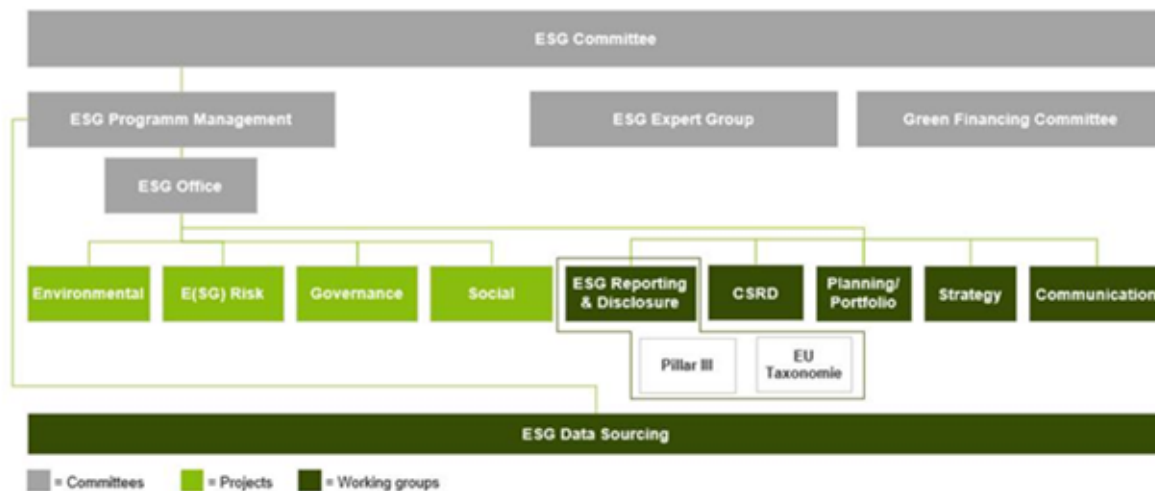 ESG Committee
ESG Programm Management
ESG Expert Group
Green Financing Committee
ESG Office
Environmental
E(SG) Risk
Governance
Social
ESG Reporting
& Disclosure
CSRD
Planning/
Portfolio
Strategy
Communication
Pillar III
EU
Taxonomie
ESG Data Sourcing
= Committees
= Projects
= Working groups